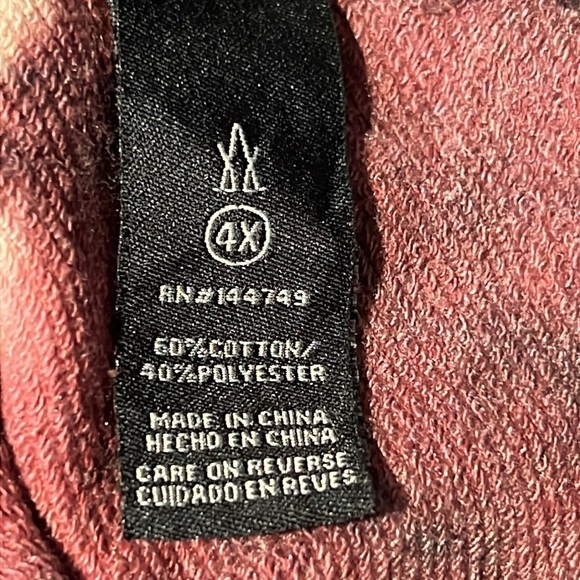 4X
RN#144749
60%COTTON/
40%POLYESTER
MADE IN CHINA
HECHO EN CHINA
CARE ON REVERSE
CUIDADO EN REVES